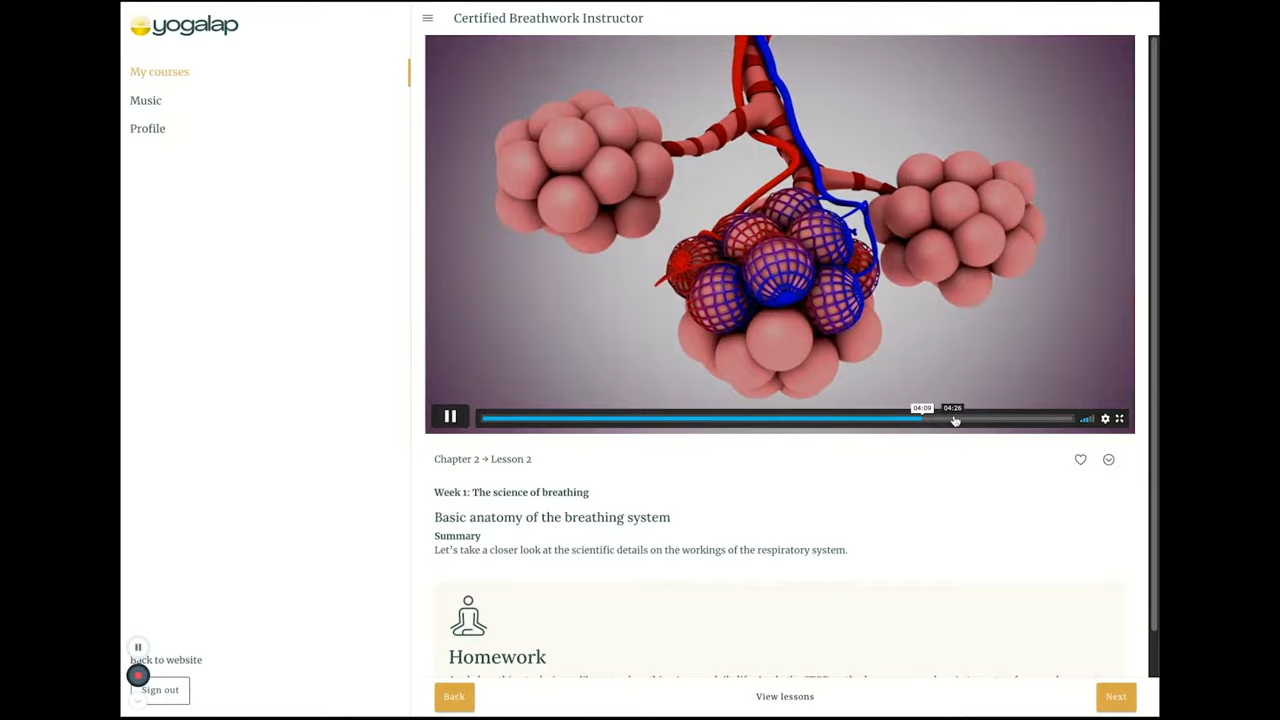 yogalap
Certified Breathwork Instructor
My courses
Music
Profile
04:09 04:26
Chapter 2 → Lesson 2
Week 1: The science of breathing
Basic anatomy of the breathing system
Summary
Let's take a closer look at the scientific details on the workings of the respiratory system.
Homework
Back to website
Sign out
Back
View lessons
Next